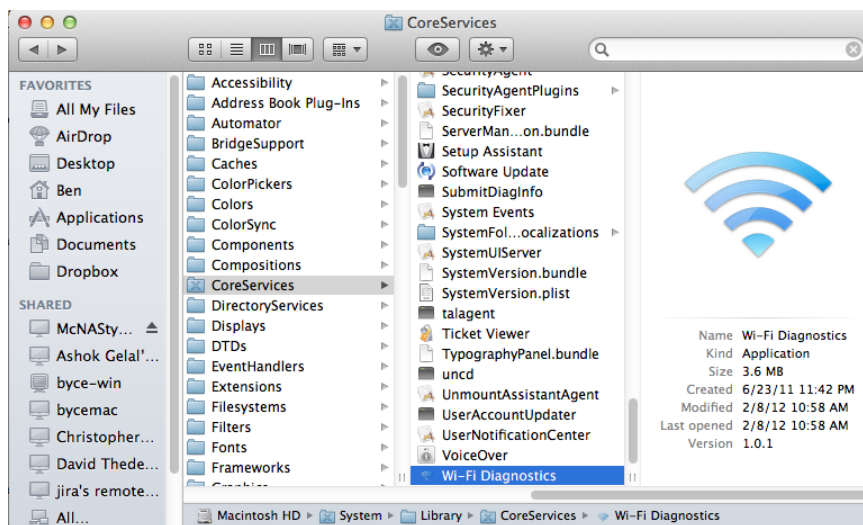 CoreServices
FAVORITES
All My Files
AirDrop
Desktop
Ben
Applications
Documents
Dropbox
SHARED
McNASty...
Ashok Gelal'...
byce-win
bycemac
Christopher...
David Thede...
jira's remote...
All...
Accessibility
Address Book Plug-Ins
Automator
BridgeSupport
Caches
ColorPickers
Colors
ColorSync
Components
Compositions
CoreServices
DirectoryServices
Displays
DTDs
EventHandlers
Extensions
Filesystems
Filters
Fonts
Frameworks
SecurityAgent
SecurityAgentPlugins
SecurityFixer
ServerMan...on.bundle
Setup Assistant
Software Update
SubmitDiagInfo
System Events
SystemFol...ocalizations
SystemUIServer
SystemVersion.bundle
SystemVersion.plist
talagent
Ticket Viewer
TypographyPanel.bundle
uncd
UnmountAssistantAgent
UserAccountUpdater
UserNotificationCenter
VoiceOver
Wi-Fi Diagnostics
Name Wi-Fi Diagnostics
Kind Application
Size 3.6 MB
Created 6/23/11 11:42 PM
Modified 2/8/12 10:58 AM
Last opened 2/8/12 10:58 AM
Version 1.0.1
Macintosh HD ▸ System ▸ Library ▸ CoreServices ▸ Wi-Fi Diagnostics